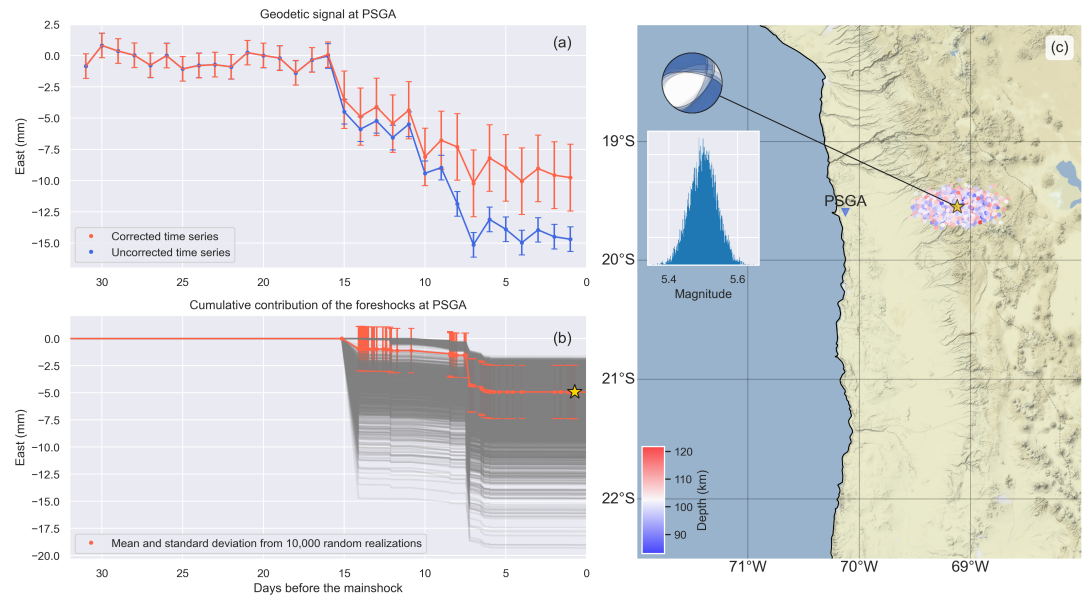 Geodetic signal at PSGA
(a)
East (mm)
2.5
0.0
−2.5
−5.0
−7.5
−10.0
−12.5
−15.0
Corrected time series
Uncorrected time series
30
25
20
15
10
5
0
Cumulative contribution of the foreshocks at PSGA
(b)
East (mm)
0.0
−2.5
−5.0
−7.5
−10.0
−12.5
−15.0
−17.5
−20.0
Mean and standard deviation from 10,000 random realizations
30
25
20
15
10
5
0
Days before the mainshock
(c)
PSGA
5.4
5.6
Magnitude
19°S
20°S
21°S
22°S
120
110
100
90
Depth (km)
71°W
70°W
69°W